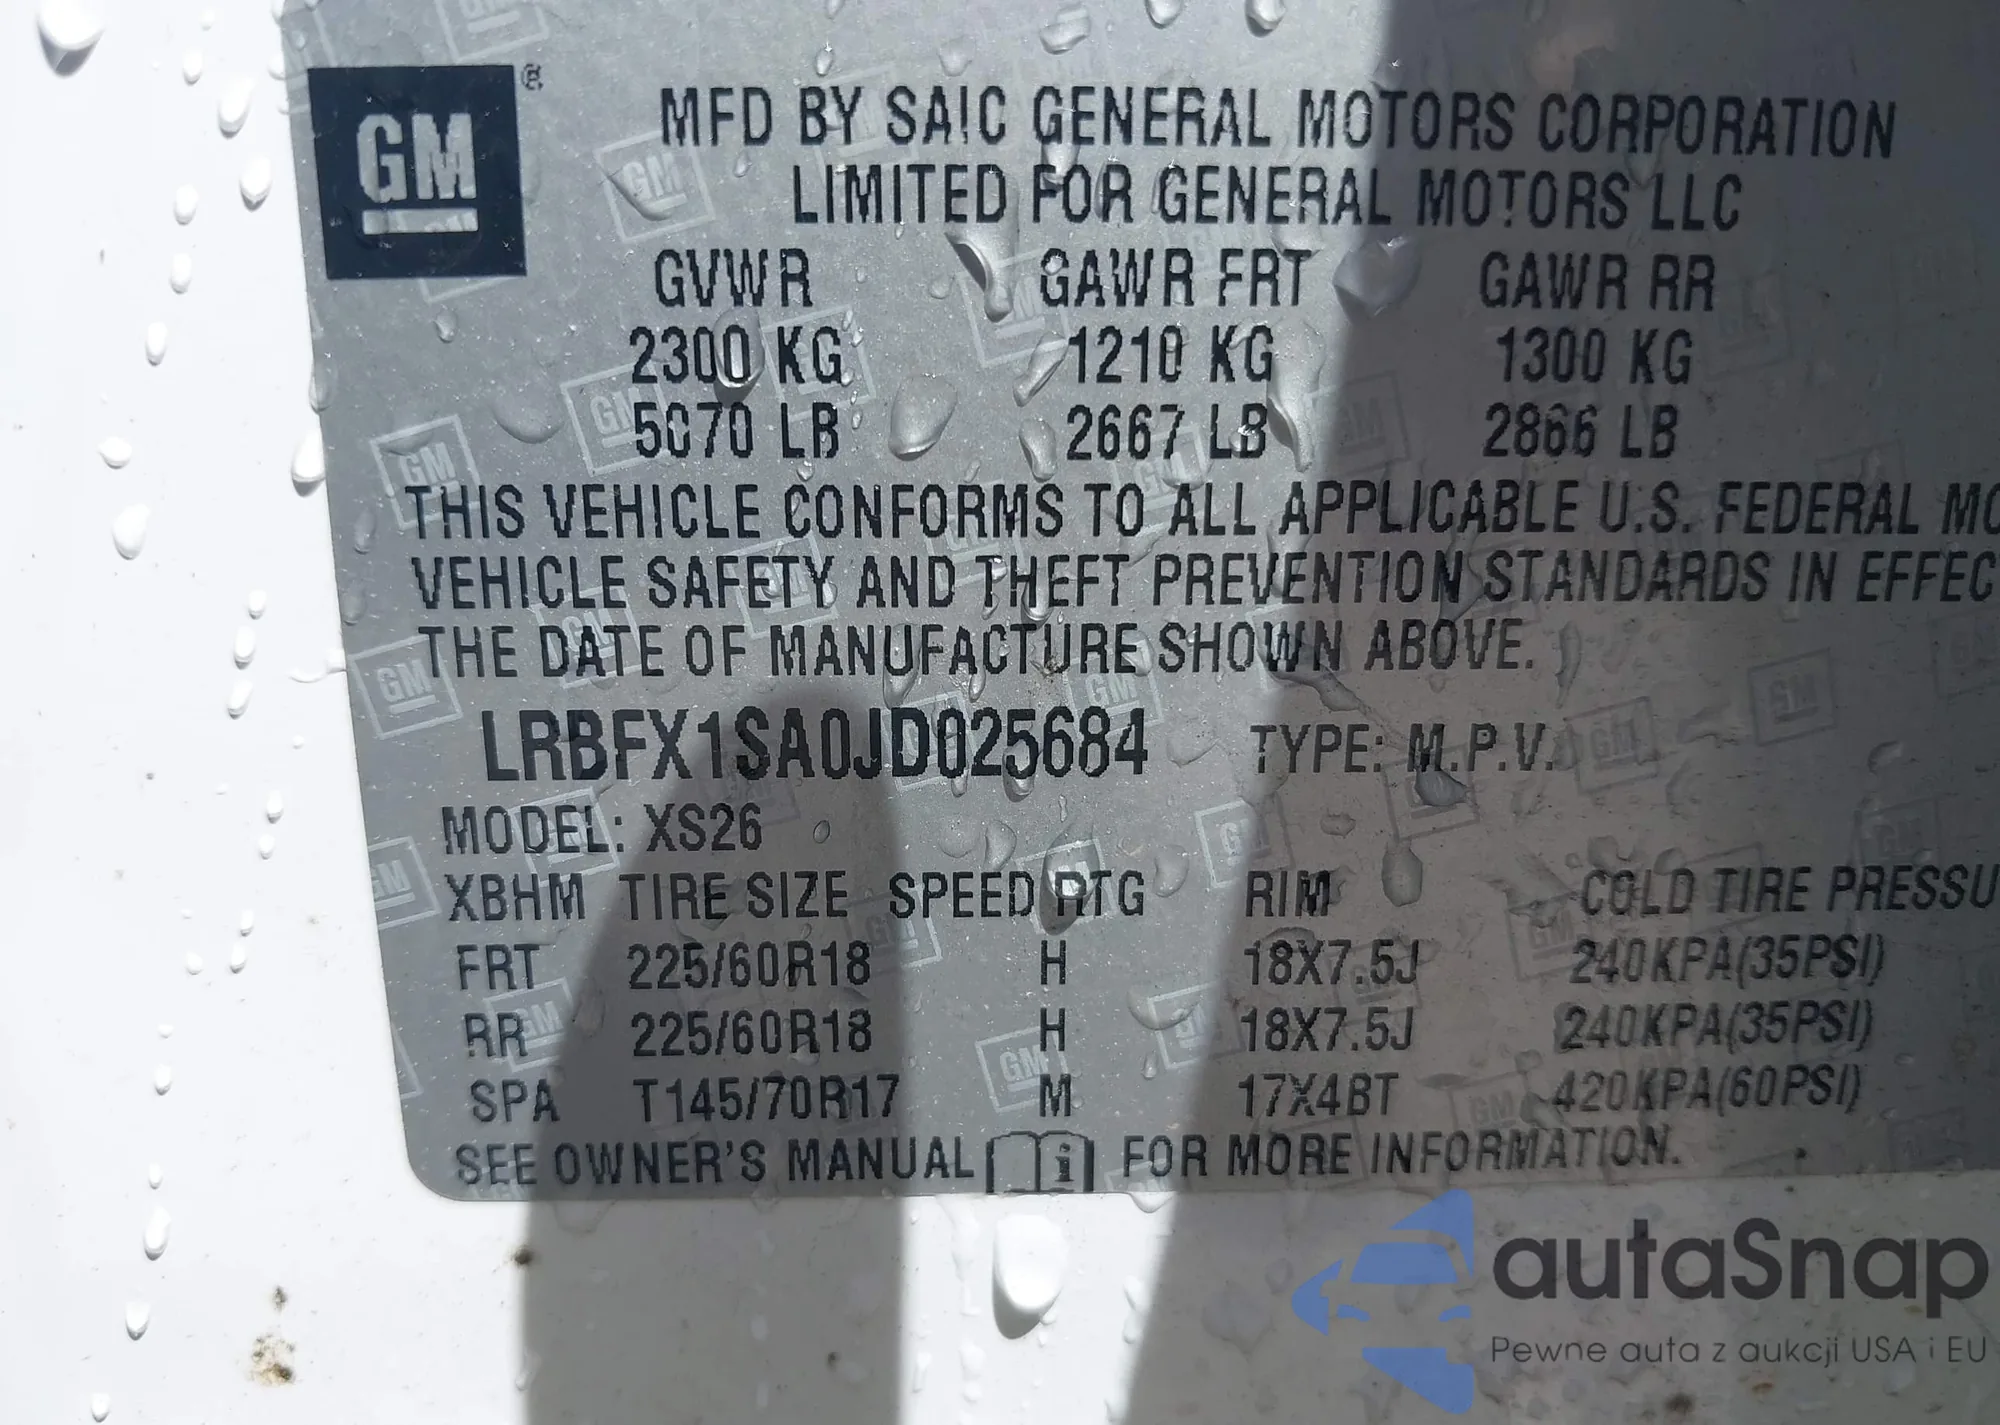 GM ®
MFD BY SAIC GENERAL MOTORS CORPORATION
LIMITED FOR GENERAL MOTORS LLC
GVWR GAWR FRT GAWR RR
2300 KG 1210 KG 1300 KG
5070 LB 2667 LB 2866 LB
THIS VEHICLE CONFORMS TO ALL APPLICABLE U.S. FEDERAL MO
VEHICLE SAFETY AND THEFT PREVENTION STANDARDS IN EFFEC
THE DATE OF MANUFACTURE SHOWN ABOVE.
LRBFX1SA0JD025684 TYPE: M.P.V.
MODEL: XS26
XBHM TIRE SIZE SPEED RTG RIM COLD TIRE PRESSU
FRT 225/60R18 H 18X7.5J 240KPA(35PSI)
RR 225/60R18 H 18X7.5J 240KPA(35PSI)
SPA T145/70R17 M 17X4BT 420KPA(60PSI)
SEE OWNER'S MANUAL i FOR MORE INFORMATION.
autaSnap
Pewne auta z aukcji USA i EU